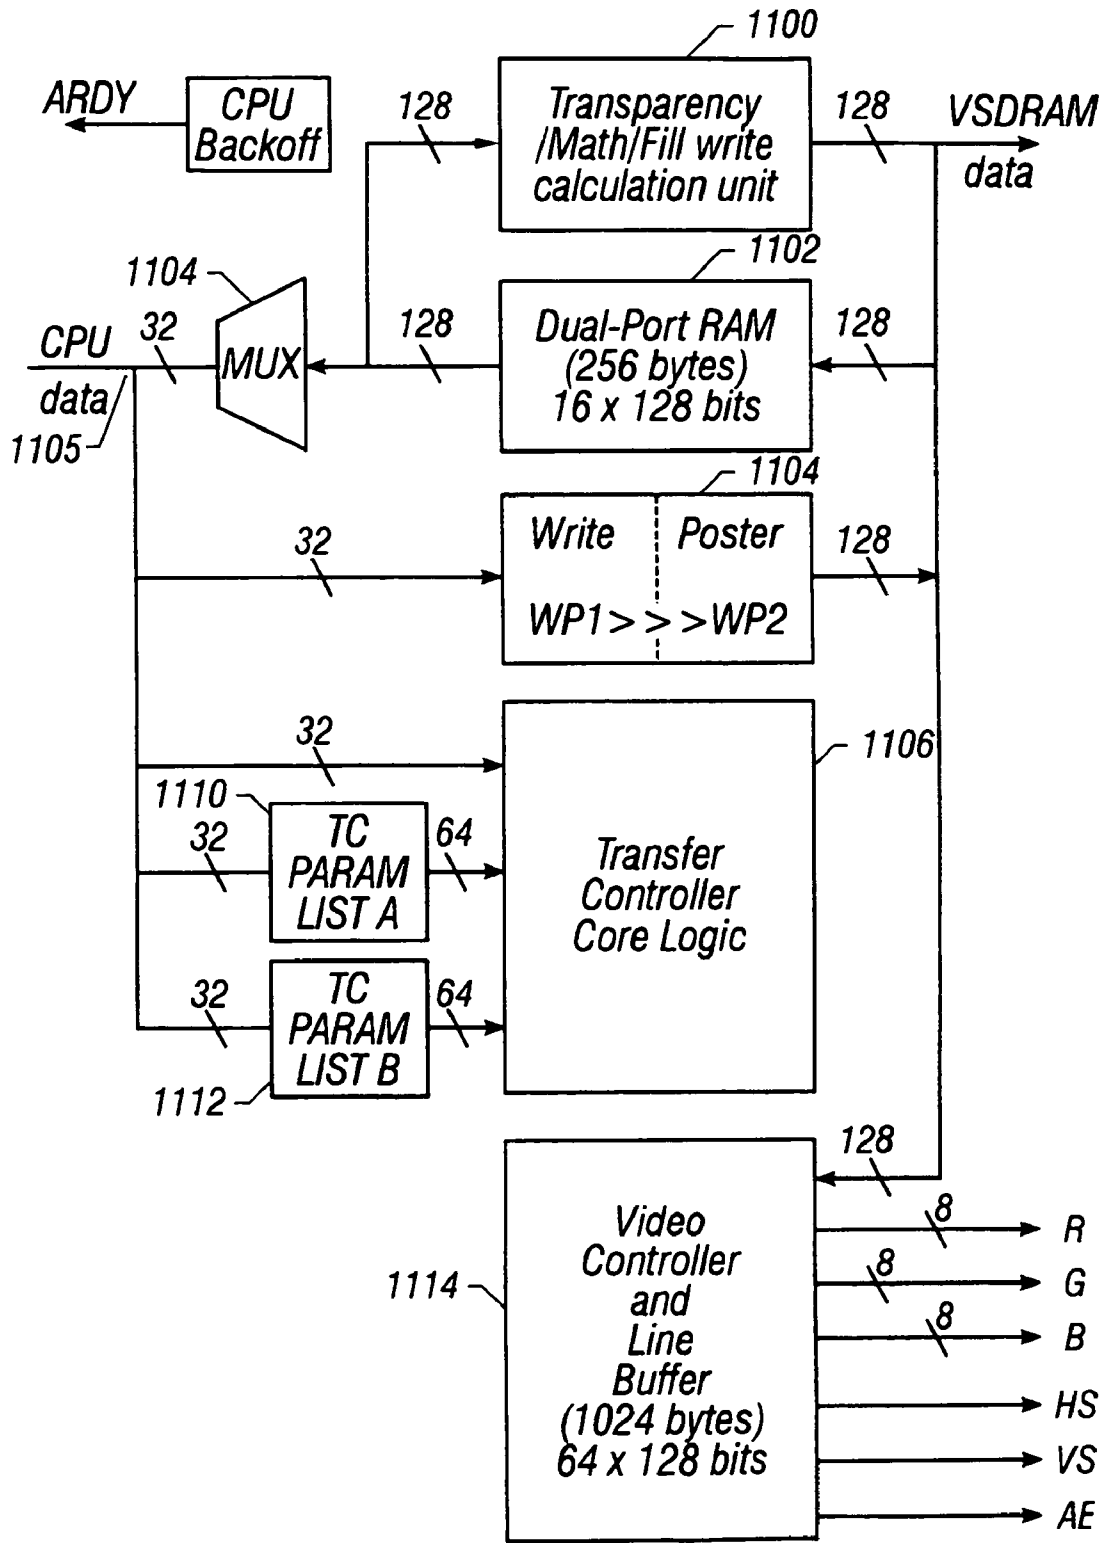 1100
ARDY
CPU
Backoff
128
Transparency
/Math/Fill write
calculation unit
128
VSDRAM
data
1102
1104
32
CPU
data
1105
MUX
128
Dual-Port RAM
(256 bytes)
16 x 128 bits
128
1104
32
Write
Poster
WP1> > >WP2
128
32
1106
1110
32
TC
PARAM
LIST A
64
Transfer
Controller
Core Logic
32
TC
PARAM
LIST B
64
1112
128
1114
Video
Controller
and
Line
Buffer
(1024 bytes)
64 x 128 bits
8
R
8
G
8
B
HS
VS
AE